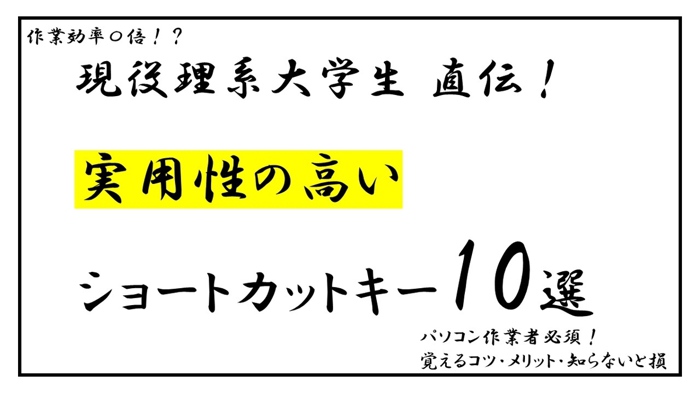 作業効率〇倍！？
現役理系大学生 直伝！
実用性の高い
ショートカットキー10選
パソコン作業者必須！
覚えるコツ・メリット・知らないと損